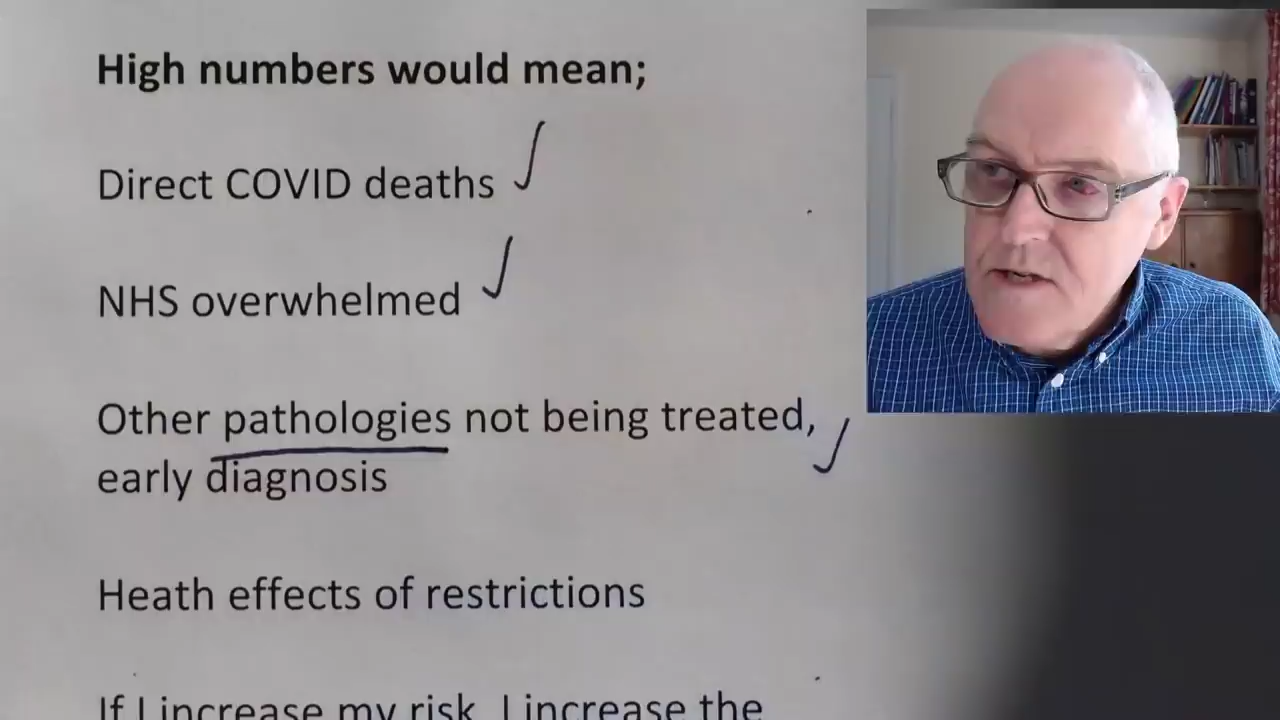 High numbers would mean;
Direct COVID deaths
NHS overwhelmed
Other pathologies not being treated,
early diagnosis
Heath effects of restrictions
If I increase my risk, I increase the